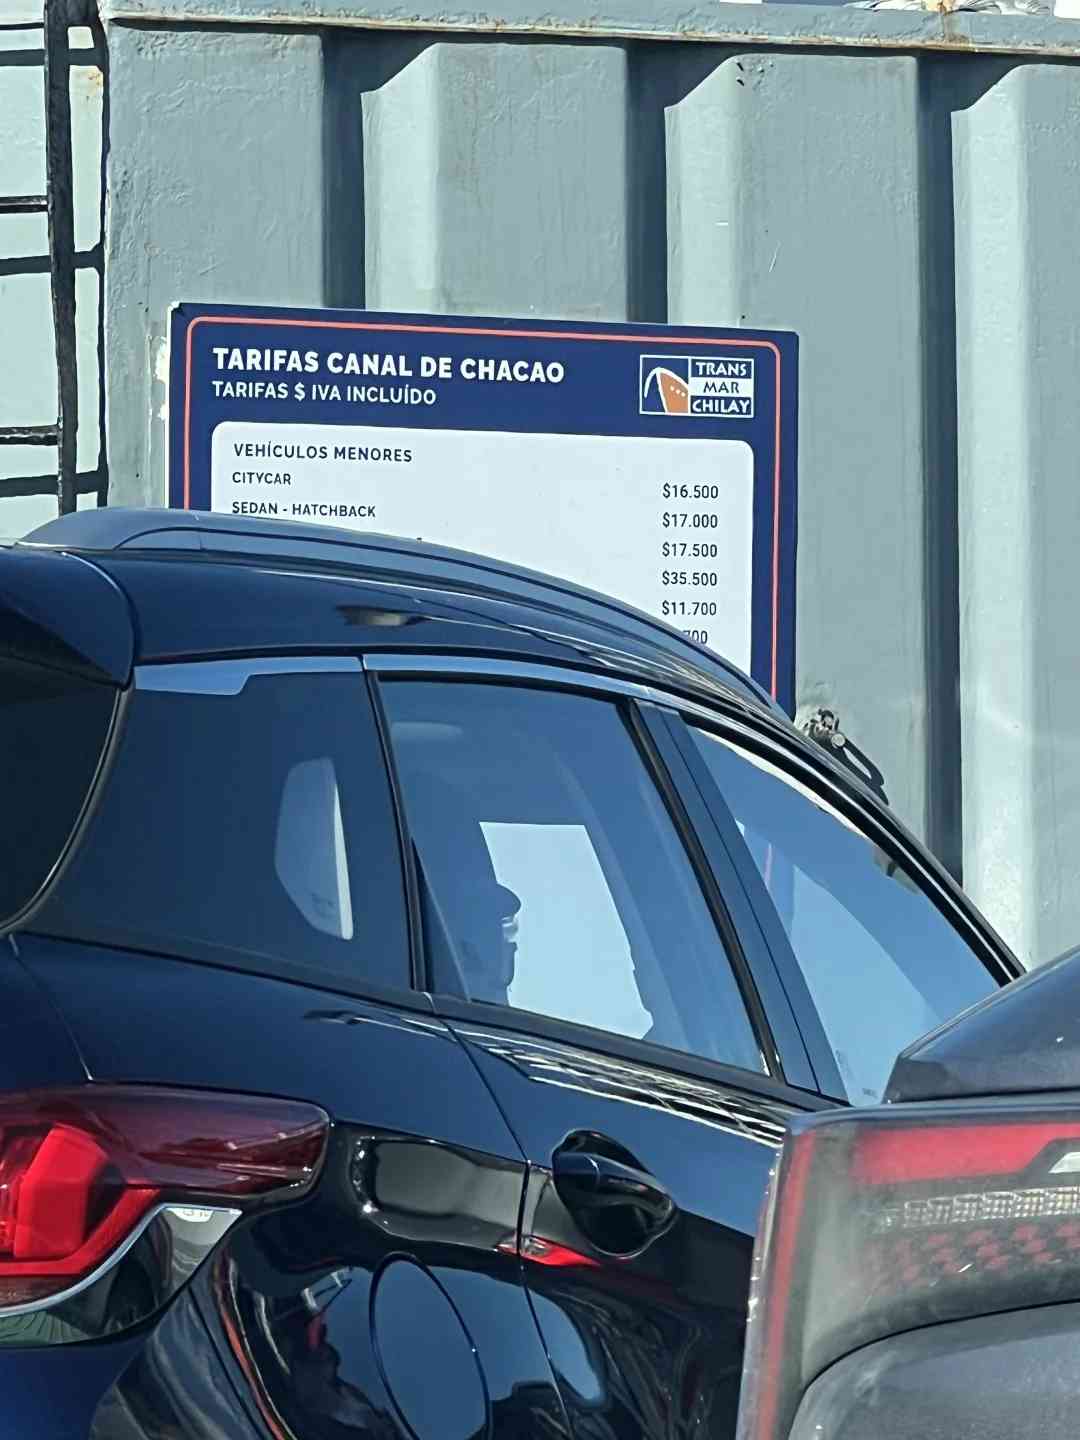 TARIFAS CANAL DE CHACAO
TARIFAS $ IVA INCLUÍDO
TRANS
MAR
CHILAY
VEHÍCULOS MENORES
CITYCAR $16.500
SEDAN - HATCHBACK $17.000
$17.500
$35.500
$11.700
700